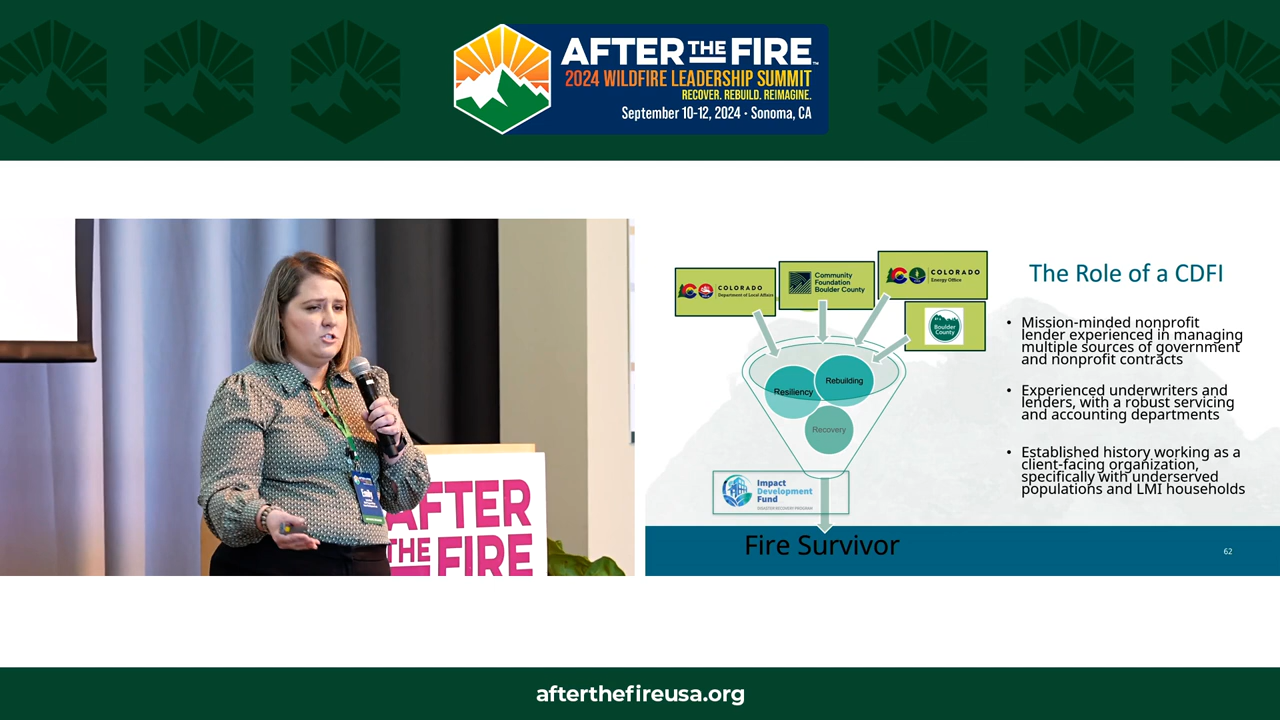 AFTER THE FIRE™
2024 WILDFIRE LEADERSHIP SUMMIT
RECOVER. REBUILD. REIMAGINE.
September 10-12, 2024 · Sonoma, CA
AFTER
THE FIRE
COLORADO
Department of Local Affairs
Community
Foundation
Boulder County
COLORADO
Energy Office
Boulder
County
Resiliency
Rebuilding
Recovery
Impact
Development
Fund
DISASTER RECOVERY PROGRAM
Fire Survivor
The Role of a CDFI
• Mission-minded nonprofit
lender experienced in managing
multiple sources of government
and nonprofit contracts
• Experienced underwriters and
lenders, with a robust servicing
and accounting departments
• Established history working as a
client-facing organization,
specifically with underserved
populations and LMI households
62
afterthefireusa.org